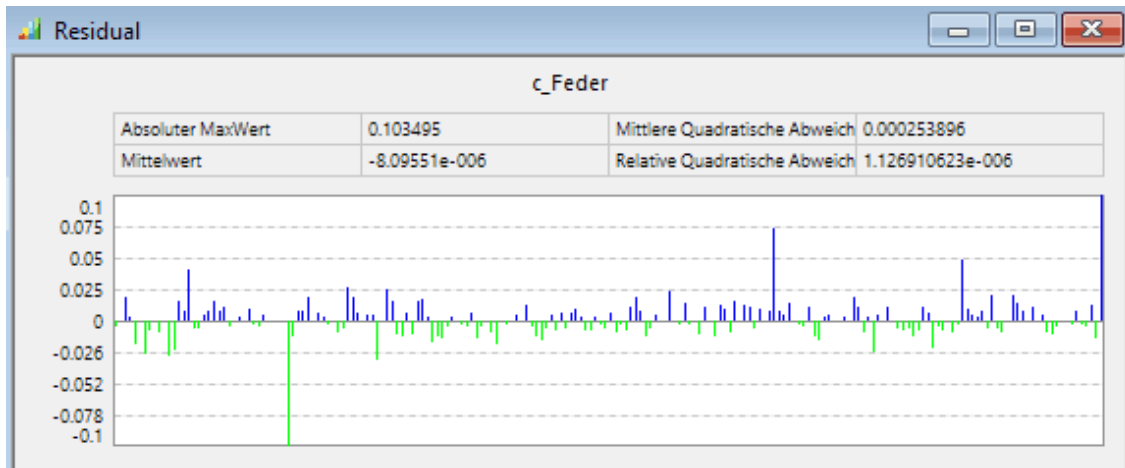 Residual
c_Feder
Absoluter MaxWert 0.103495 Mittlere Quadratische Abweich 0.000253896
Mittelwert -8.09551e-006 Relative Quadratische Abweich 1.126910623e-006
0.1
0.075
0.05
0.025
0
-0.026
-0.052
-0.078
-0.1